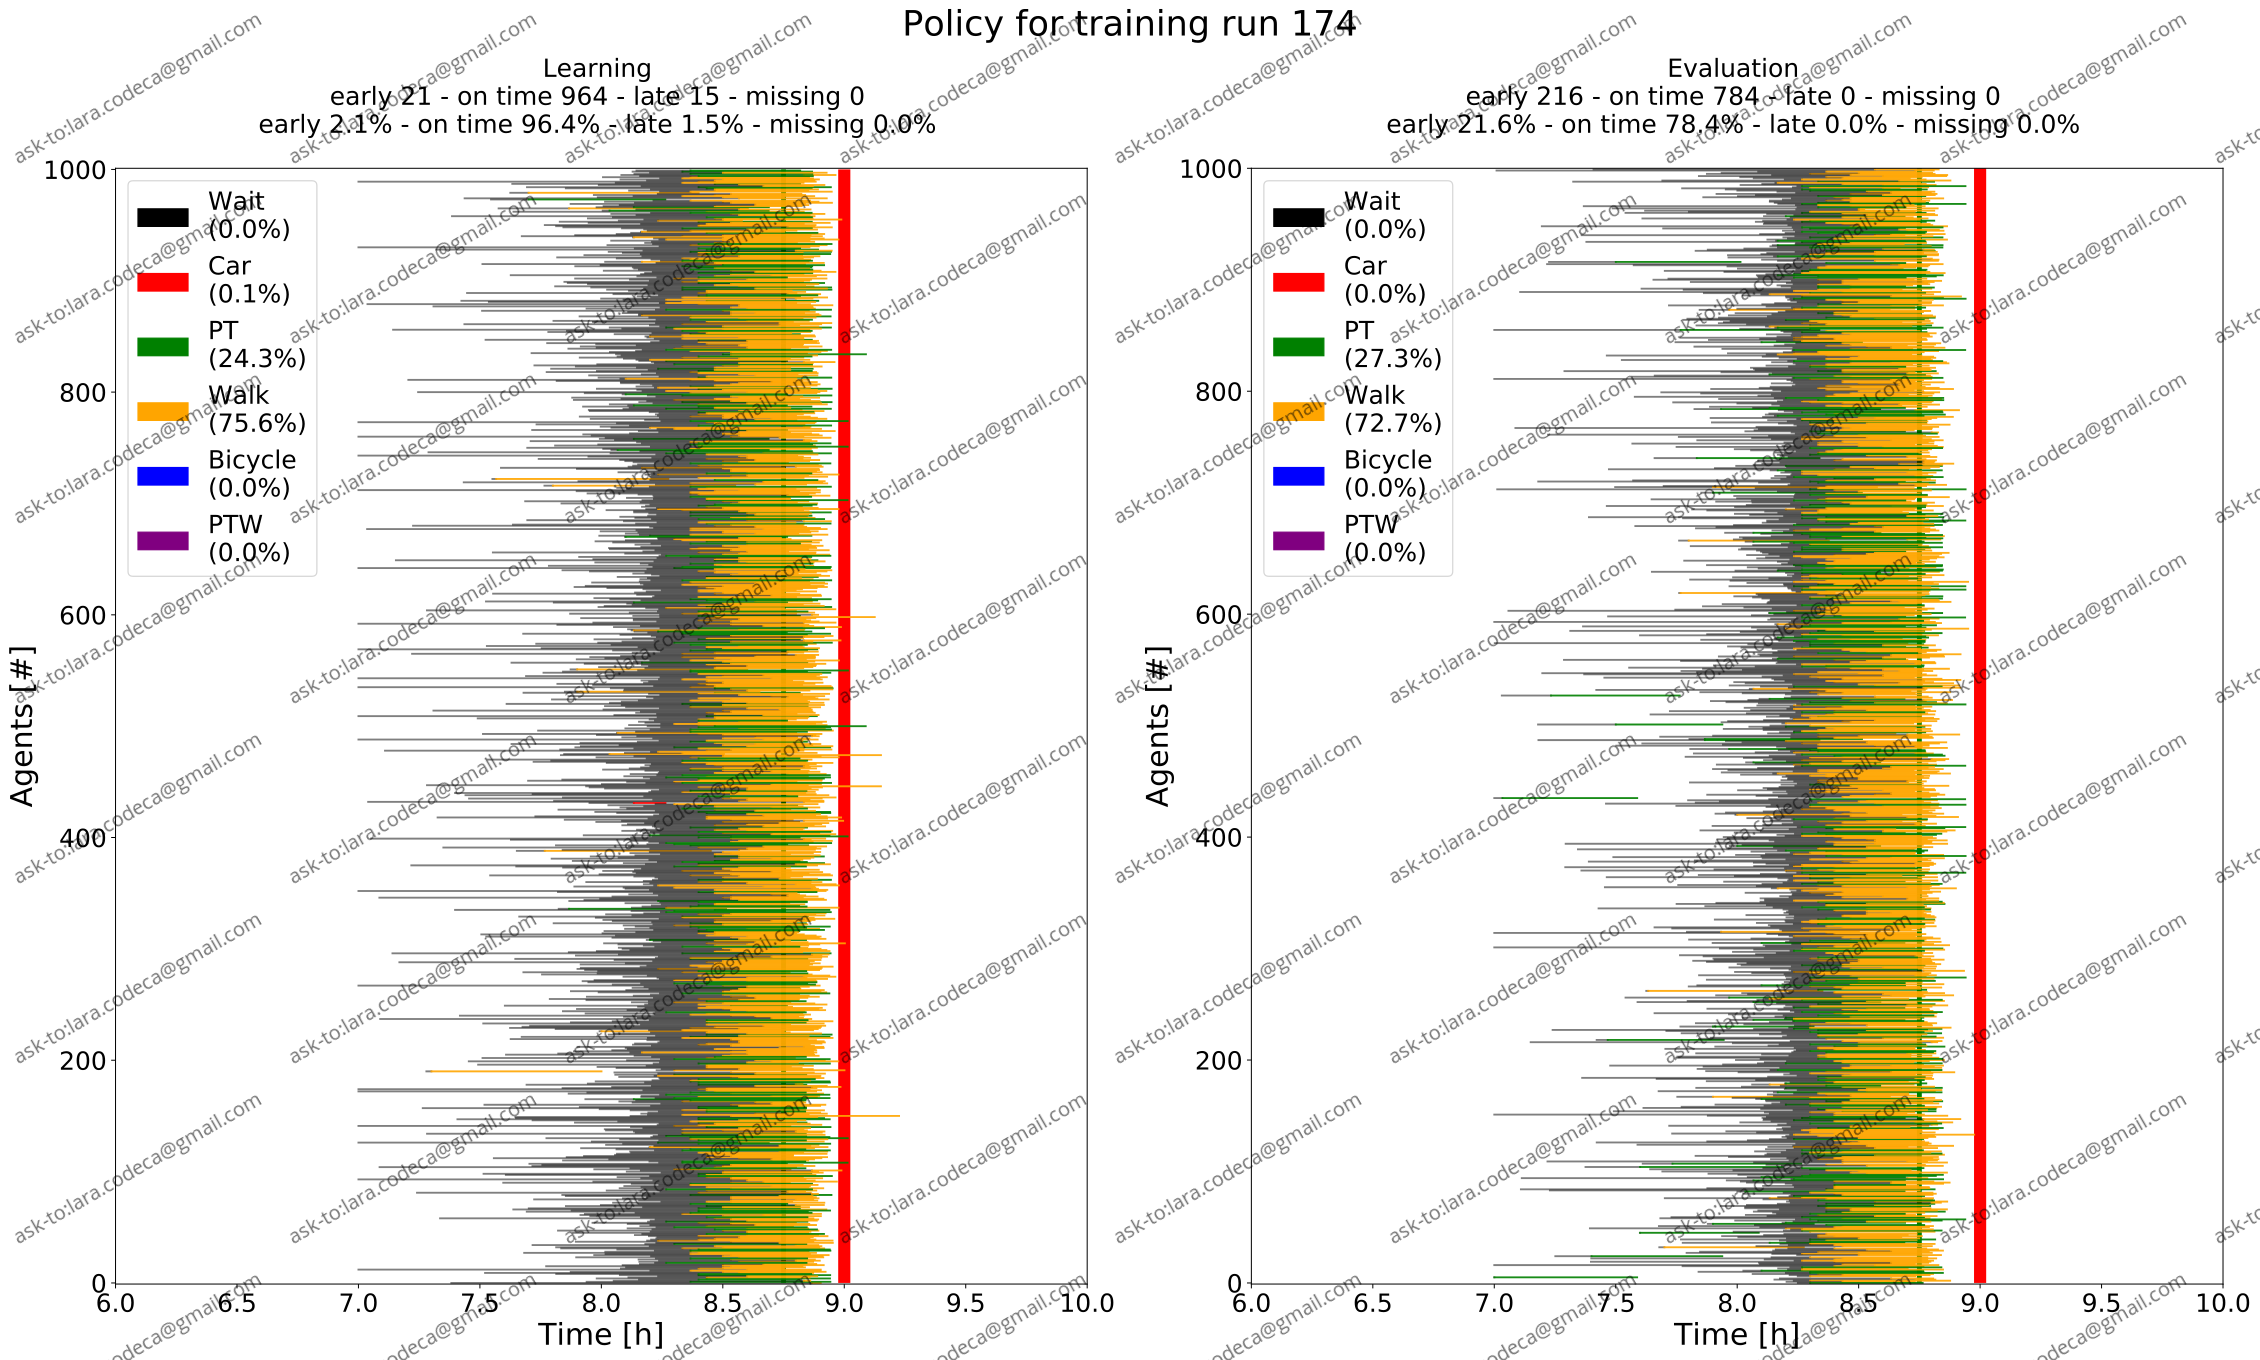 Policy for training run 174
Learning
early 21 - on time 964 - late 15 - missing 0
early 2.1% - on time 96.4% - late 1.5% - missing 0.0%
1000
800
600
400
200
0
Agents [#]
Wait
(0.0%)
Car
(0.1%)
PT
(24.3%)
Walk
(75.6%)
Bicycle
(0.0%)
PTW
(0.0%)
6.0 6.5 7.0 7.5 8.0 8.5 9.0 9.5 10.0
Time [h]
Evaluation
early 216 - on time 784 - late 0 - missing 0
early 21.6% - on time 78.4% - late 0.0% - missing 0.0%
1000
800
600
400
200
0
Agents [#]
Wait
(0.0%)
Car
(0.0%)
PT
(27.3%)
Walk
(72.7%)
Bicycle
(0.0%)
PTW
(0.0%)
6.0 6.5 7.0 7.5 8.0 8.5 9.0 9.5 10.0
Time [h]
ask-to:lara.codeca@gmail.com